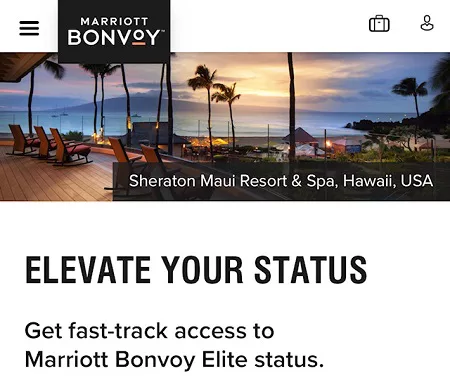 MARRIOTT
BONVOY™
Sheraton Maui Resort & Spa, Hawaii, USA
ELEVATE YOUR STATUS
Get fast-track access to
Marriott Bonvoy Elite status.